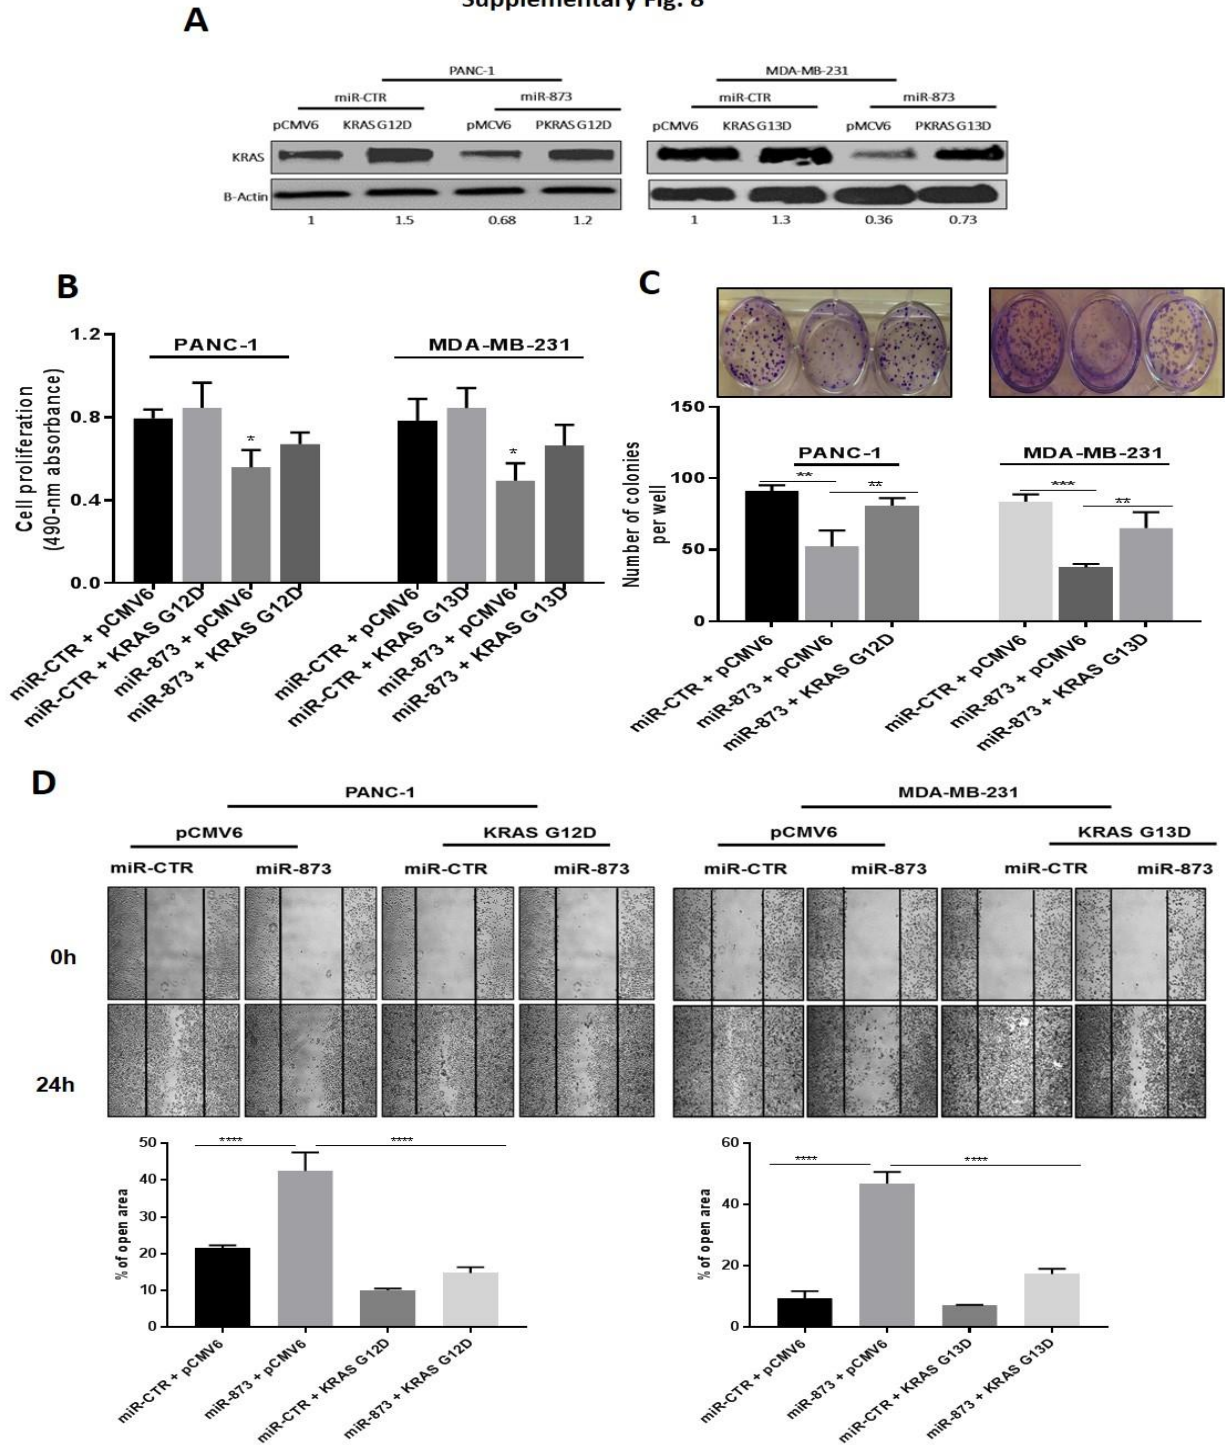 Supplementary Fig. 8
A
PANC-1 MDA-MB-231
miR-CTR miR-873 miR-CTR miR-873
pCMV6 KRAS G12D pMCV6 PKRAS G12D pCMV6 KRAS G13D pMCV6 PKRAS G13D
KRAS
B-Actin
1 1.5 0.68 1.2 1 1.3 0.36 0.73
B
Cell proliferation
(490-nm absorbance)
1.2
0.8
0.4
0.0
PANC-1 MDA-MB-231
* *
miR-CTR + pCMV6
miR-CTR + KRAS G12D
miR-873 + pCMV6
miR-873 + KRAS G12D
miR-CTR + pCMV6
miR-CTR + KRAS G13D
miR-873 + pCMV6
miR-873 + KRAS G13D
C
Number of colonies
per well
150
100
50
0
PANC-1 MDA-MB-231
** ** *** **
miR-CTR + pCMV6
miR-873 + pCMV6
miR-873 + KRAS G12D
miR-CTR + pCMV6
miR-873 + pCMV6
miR-873 + KRAS G13D
D
PANC-1 MDA-MB-231
pCMV6 KRAS G12D pCMV6 KRAS G13D
miR-CTR miR-873 miR-CTR miR-873 miR-CTR miR-873 miR-CTR miR-873
0h
24h
% of open area
50
40
30
20
10
0
**** ****
miR-CTR + pCMV6
miR-873 + pCMV6
miR-CTR + KRAS G12D
miR-873 + KRAS G12D
% of open area
60
40
20
0
**** ****
miR-CTR + pCMV6
miR-873 + pCMV6
miR-CTR + KRAS G13D
miR-873 + KRAS G13D